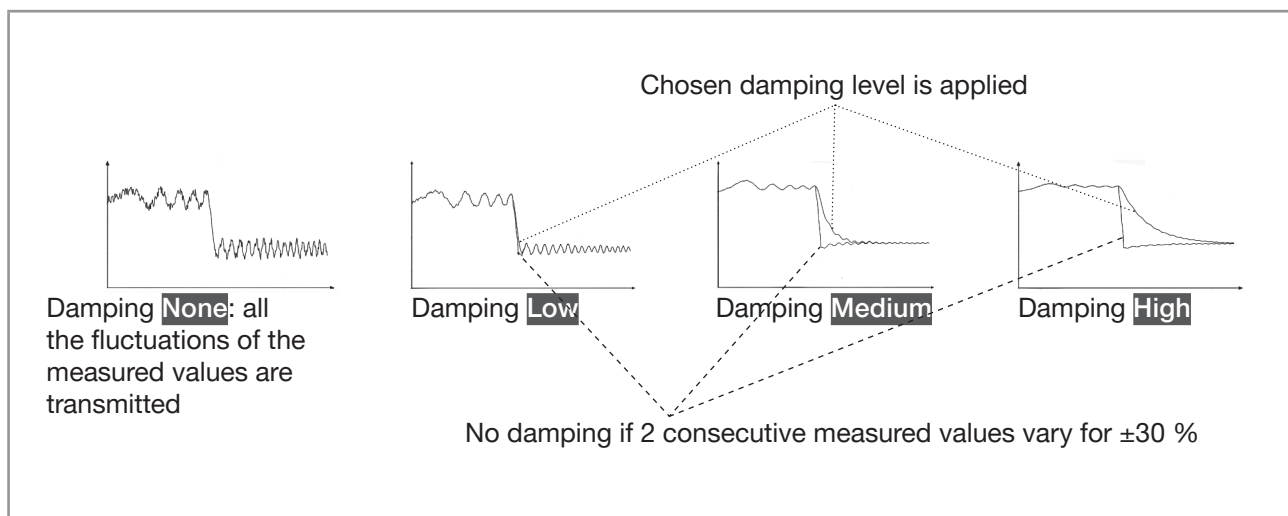 Chosen damping level is applied
Damping None: all
the fluctuations of the
measured values are
transmitted
Damping Low
Damping Medium
Damping High
No damping if 2 consecutive measured values vary for ±30 %